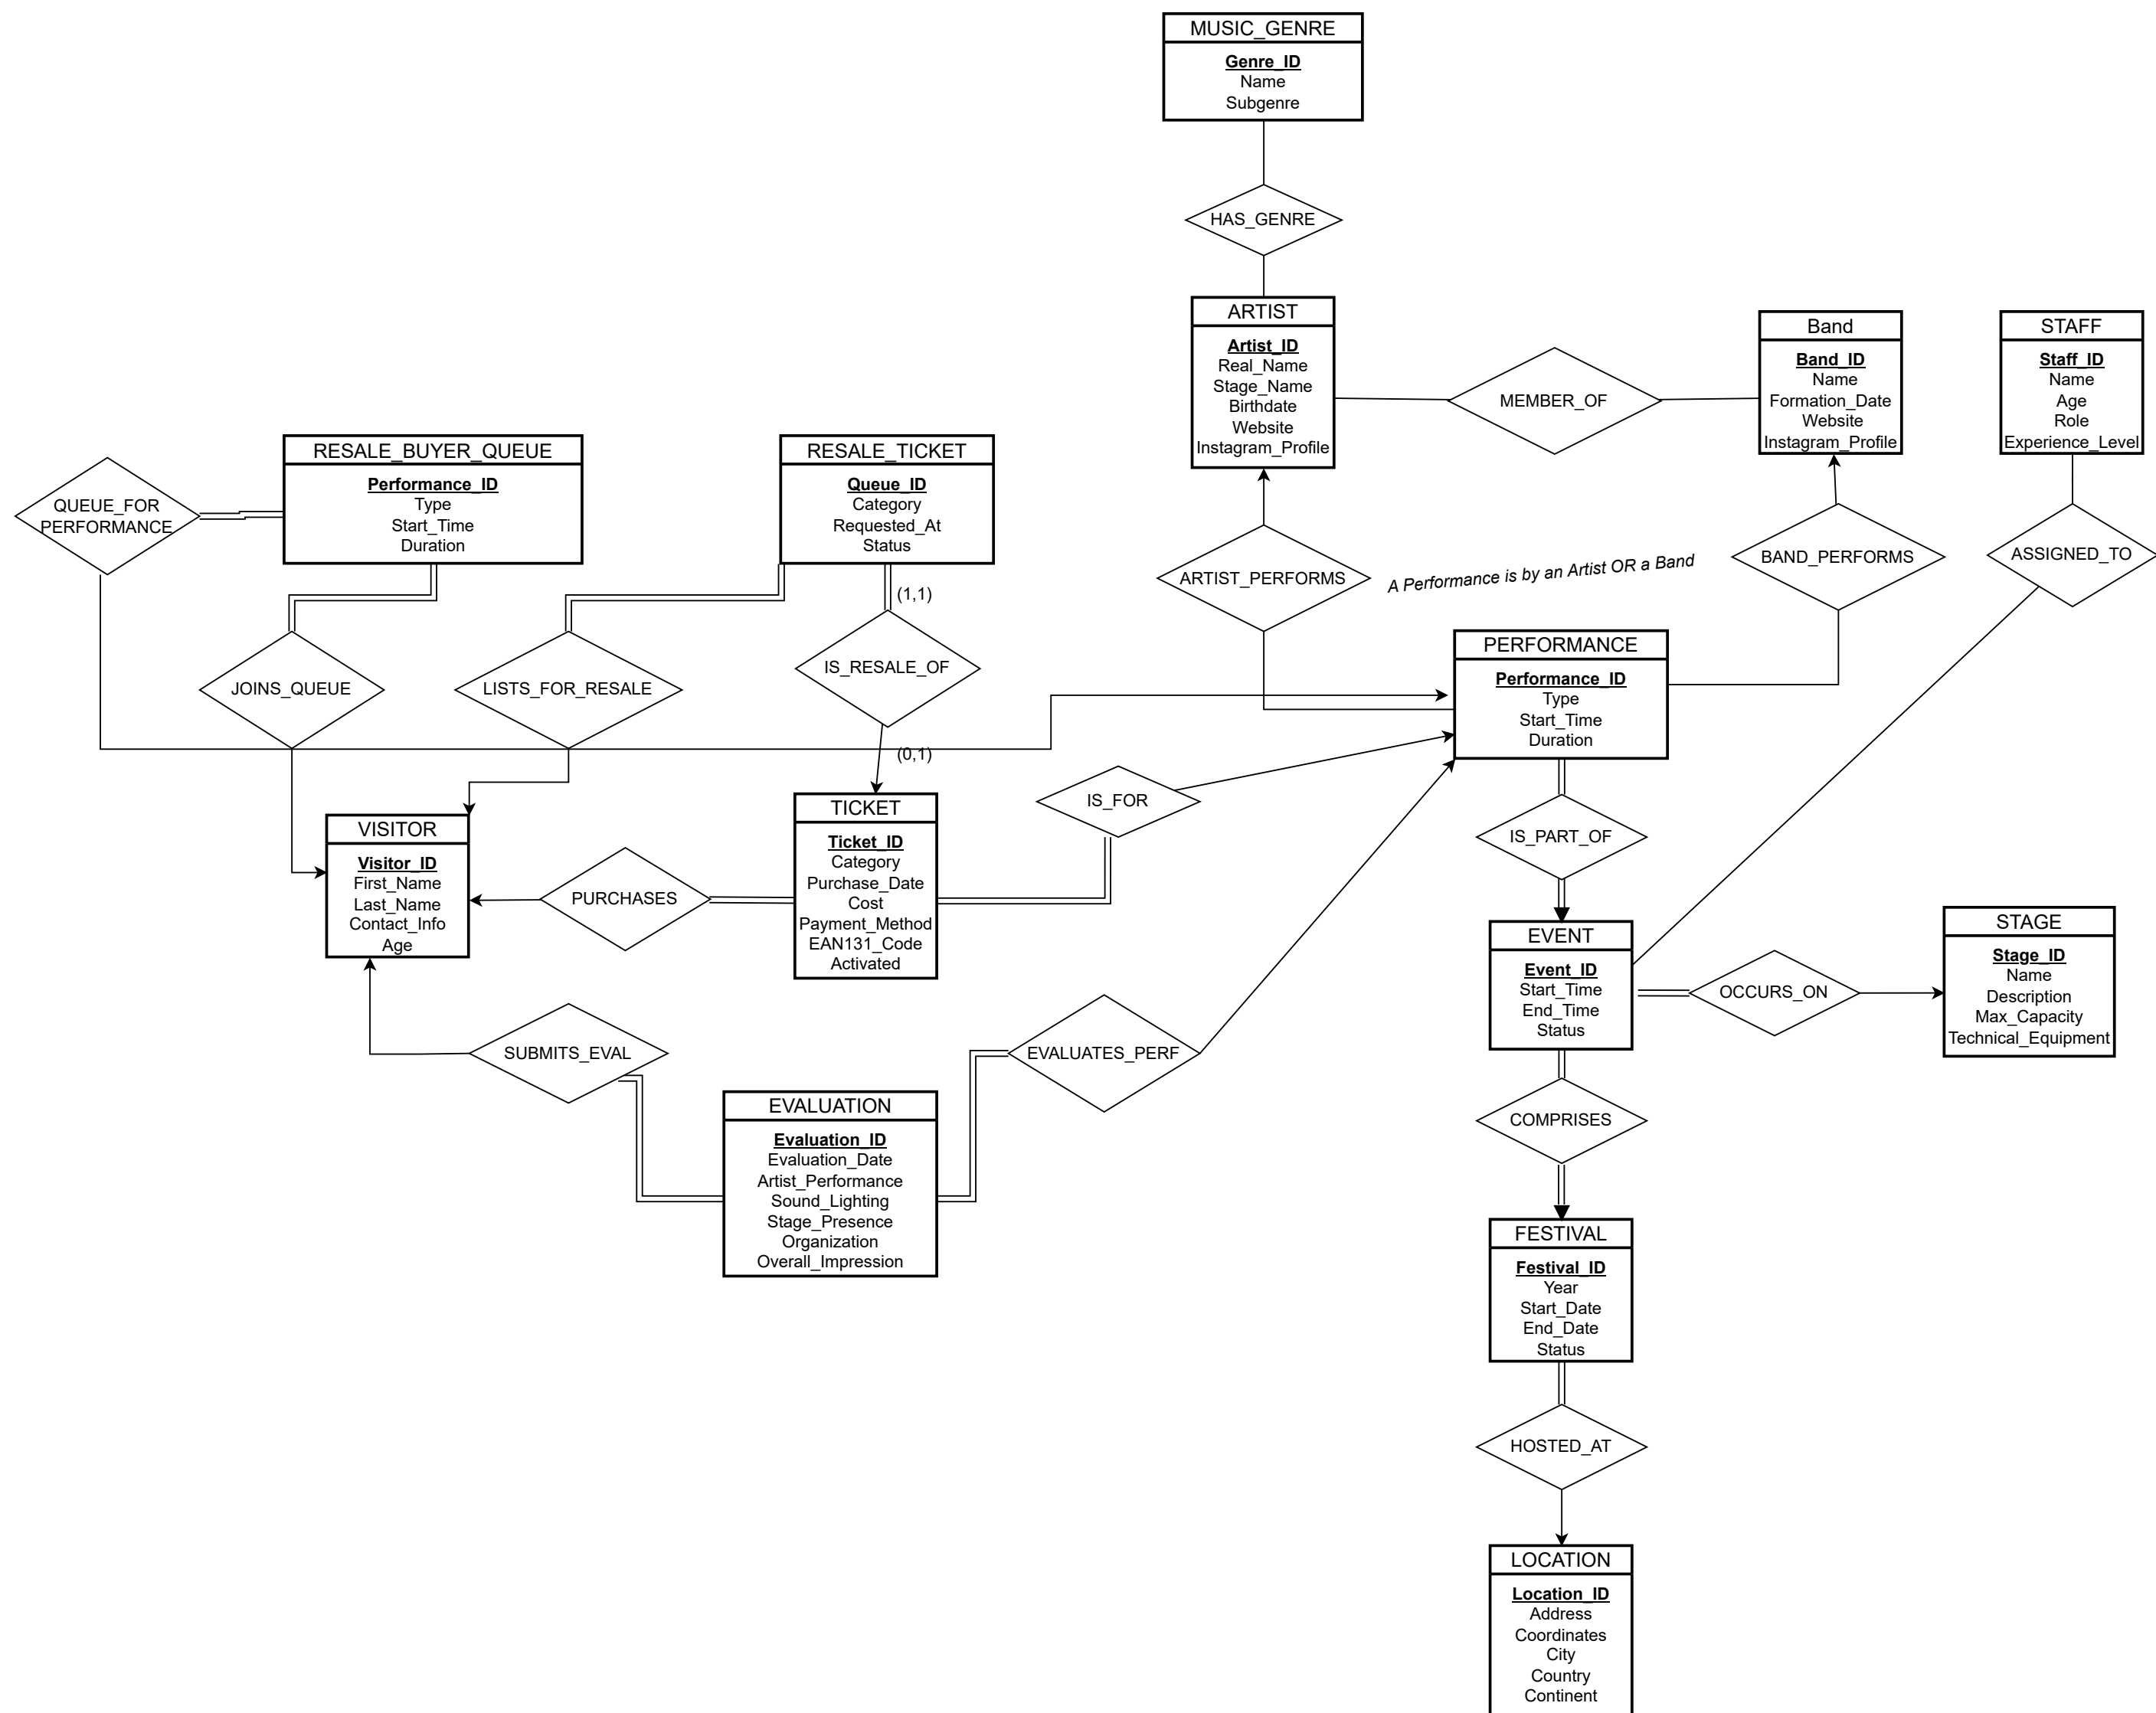 MUSIC_GENRE
Genre_ID
Name
Subgenre
HAS_GENRE
ARTIST
Artist_ID
Real_Name
Stage_Name
Birthdate
Website
Instagram_Profile
MEMBER_OF
Band
Band_ID
Name
Formation_Date
Website
Instagram_Profile
STAFF
Staff_ID
Name
Age
Role
Experience_Level
QUEUE_FOR
PERFORMANCE
RESALE_BUYER_QUEUE
Performance_ID
Type
Start_Time
Duration
RESALE_TICKET
Queue_ID
Category
Requested_At
Status
(1,1)
ARTIST_PERFORMS
A Performance is by an Artist OR a Band
BAND_PERFORMS
ASSIGNED_TO
JOINS_QUEUE
LISTS_FOR_RESALE
IS_RESALE_OF
(0,1)
PERFORMANCE
Performance_ID
Type
Start_Time
Duration
VISITOR
Visitor_ID
First_Name
Last_Name
Contact_Info
Age
PURCHASES
TICKET
Ticket_ID
Category
Purchase_Date
Cost
Payment_Method
EAN131_Code
Activated
IS_FOR
IS_PART_OF
EVENT
Event_ID
Start_Time
End_Time
Status
OCCURS_ON
STAGE
Stage_ID
Name
Description
Max_Capacity
Technical_Equipment
SUBMITS_EVAL
EVALUATES_PERF
EVALUATION
Evaluation_ID
Evaluation_Date
Artist_Performance
Sound_Lighting
Stage_Presence
Organization
Overall_Impression
COMPRISES
FESTIVAL
Festival_ID
Year
Start_Date
End_Date
Status
HOSTED_AT
LOCATION
Location_ID
Address
Coordinates
City
Country
Continent